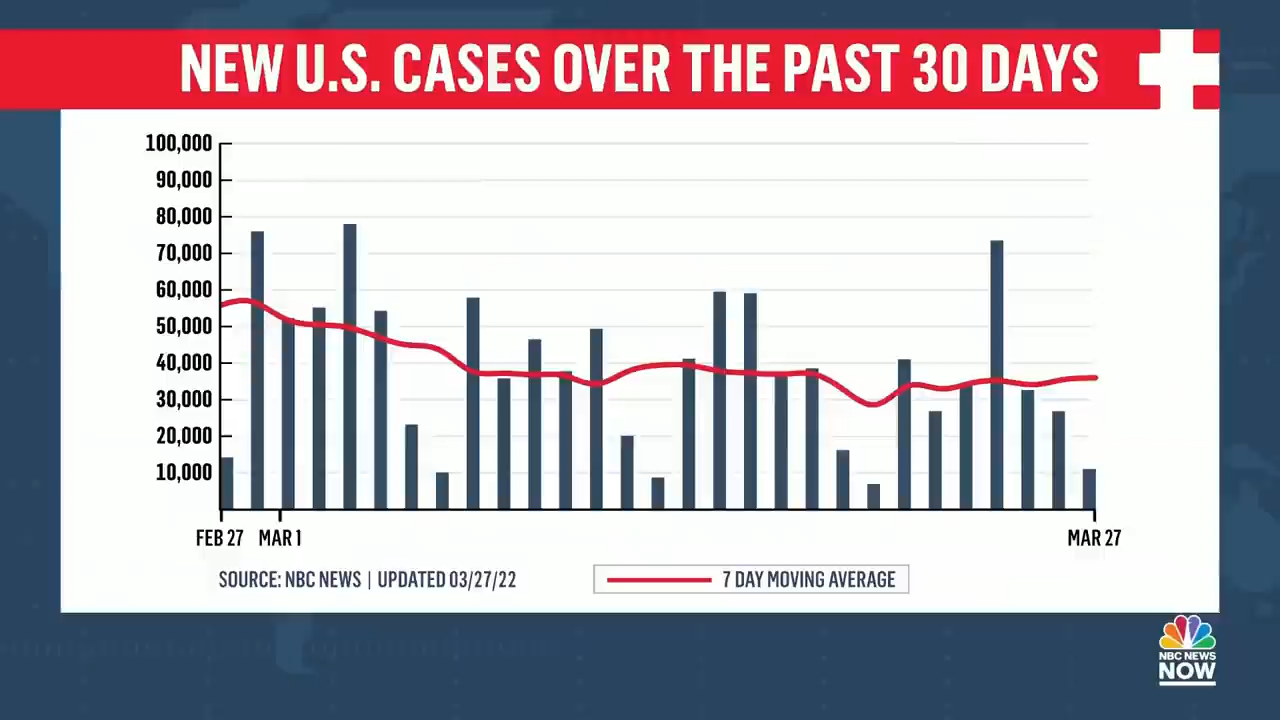 NEW U.S. CASES OVER THE PAST 30 DAYS
100,000
90,000
80,000
70,000
60,000
50,000
40,000
30,000
20,000
10,000
FEB 27 MAR 1 MAR 27
SOURCE: NBC NEWS | UPDATED 03/27/22
7 DAY MOVING AVERAGE
NBC NEWS
NOW